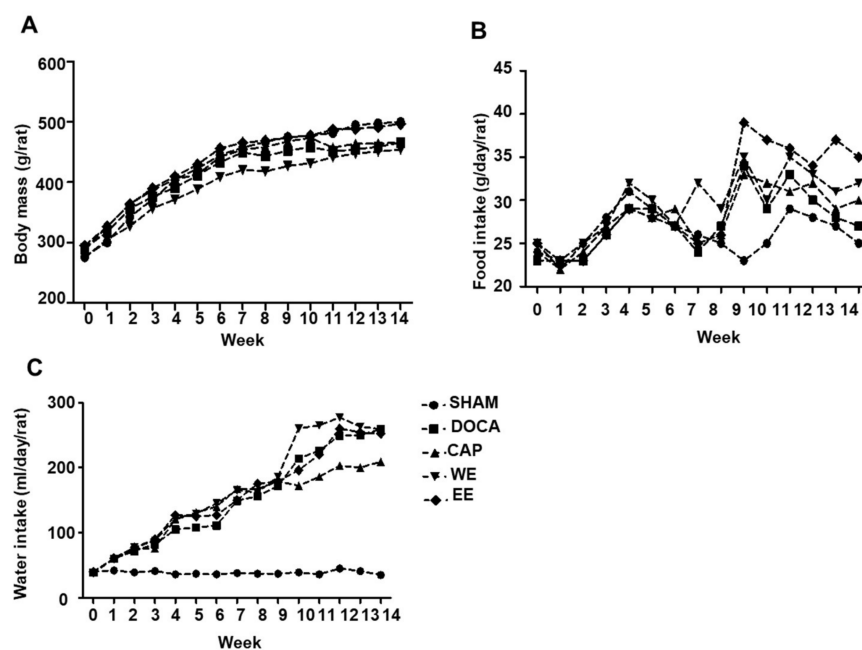 A
600
500
400
300
200
Body mass (g/rat)
0 1 2 3 4 5 6 7 8 9 10 11 12 13 14
Week
B
45
40
35
30
25
20
Food intake (g/day/rat)
0 1 2 3 4 5 6 7 8 9 10 11 12 13 14
Week
C
300
200
100
0
Water intake (ml/day/rat)
0 1 2 3 4 5 6 7 8 9 10 11 12 13 14
Week
SHAM
DOCA
CAP
WE
EE